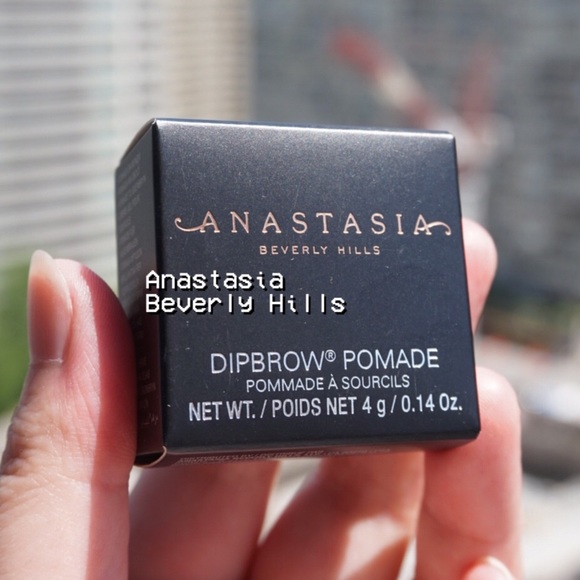 ANASTASIA
BEVERLY HILLS
Anastasia
Beverly Hills
DIPBROW® POMADE
POMMADE À SOURCILS
NET WT. / POIDS NET 4 g / 0.14 Oz.